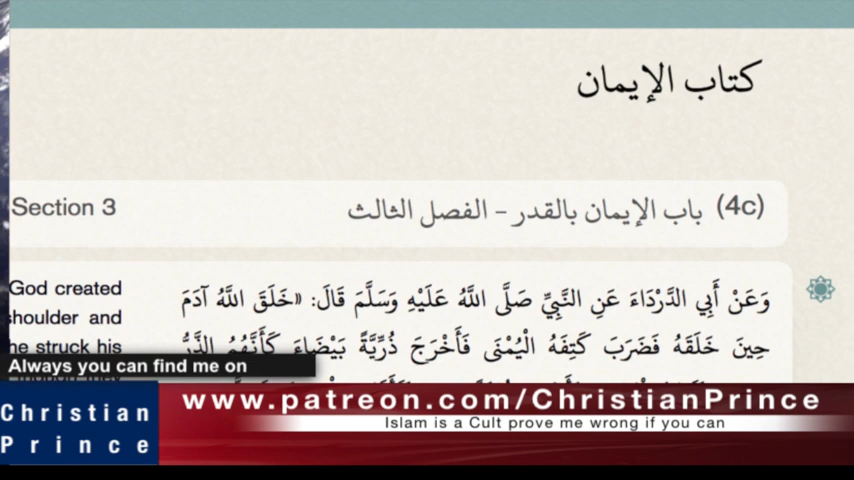 كتاب الإيمان
(4c) باب الإيمان بالقدر - الفصل الثالث
Section 3
وَعَنْ أَبِي الدَّرْدَاءَ عَنِ النَّبِيِّ صَلَّى اللَّهُ عَلَيْهِ وَسَلَّمَ قَالَ: «خَلَقَ اللَّهُ آدَمَ
حِينَ خَلَقَهُ فَضَرَبَ كَتِفَهُ الْيُمْنَى فَأَخْرَجَ ذُرِّيَّةً بَيْضَاءَ كَأَنَّهُمُ الذَّرُّ
God created
shoulder and
he struck his
Always you can find me on
Christian
Prince
www.patreon.com/ChristianPrince
Islam is a Cult prove me wrong if you can